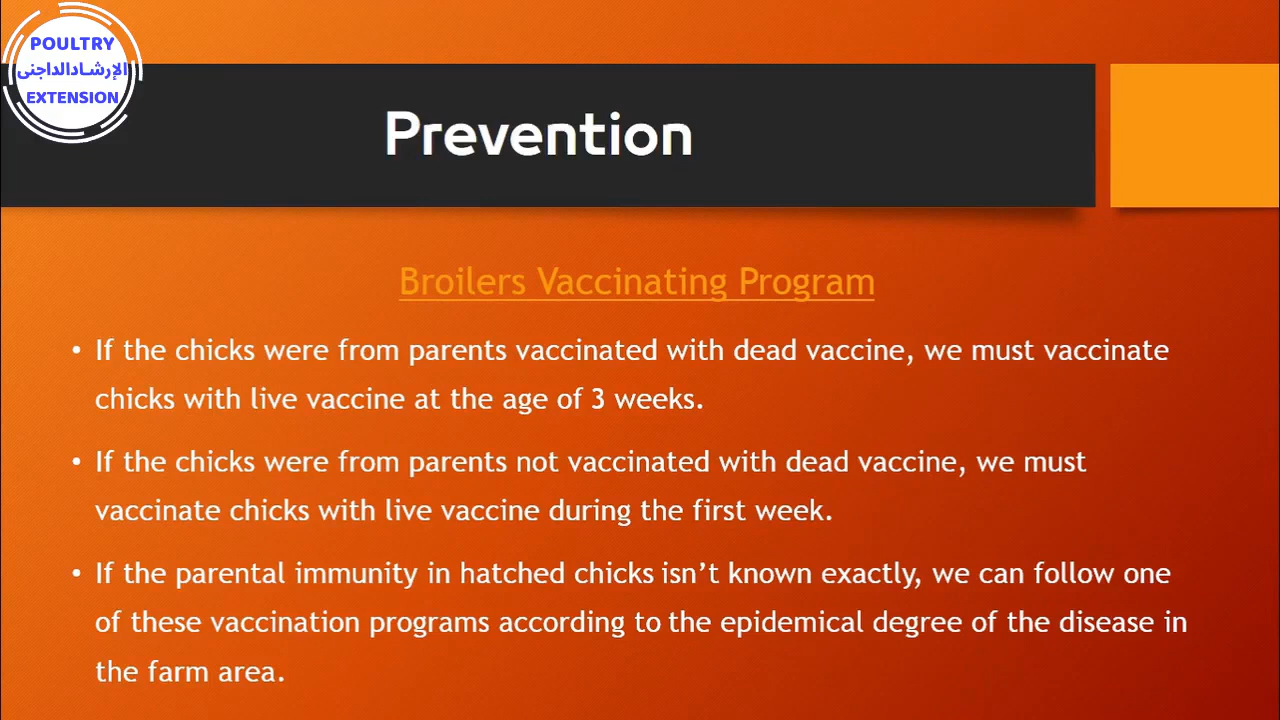 POULTRY
الإرشادالداجنى
EXTENSION
Prevention
Broilers Vaccinating Program
• If the chicks were from parents vaccinated with dead vaccine, we must vaccinate
chicks with live vaccine at the age of 3 weeks.
• If the chicks were from parents not vaccinated with dead vaccine, we must
vaccinate chicks with live vaccine during the first week.
• If the parental immunity in hatched chicks isn’t known exactly, we can follow one
of these vaccination programs according to the epidemical degree of the disease in
the farm area.